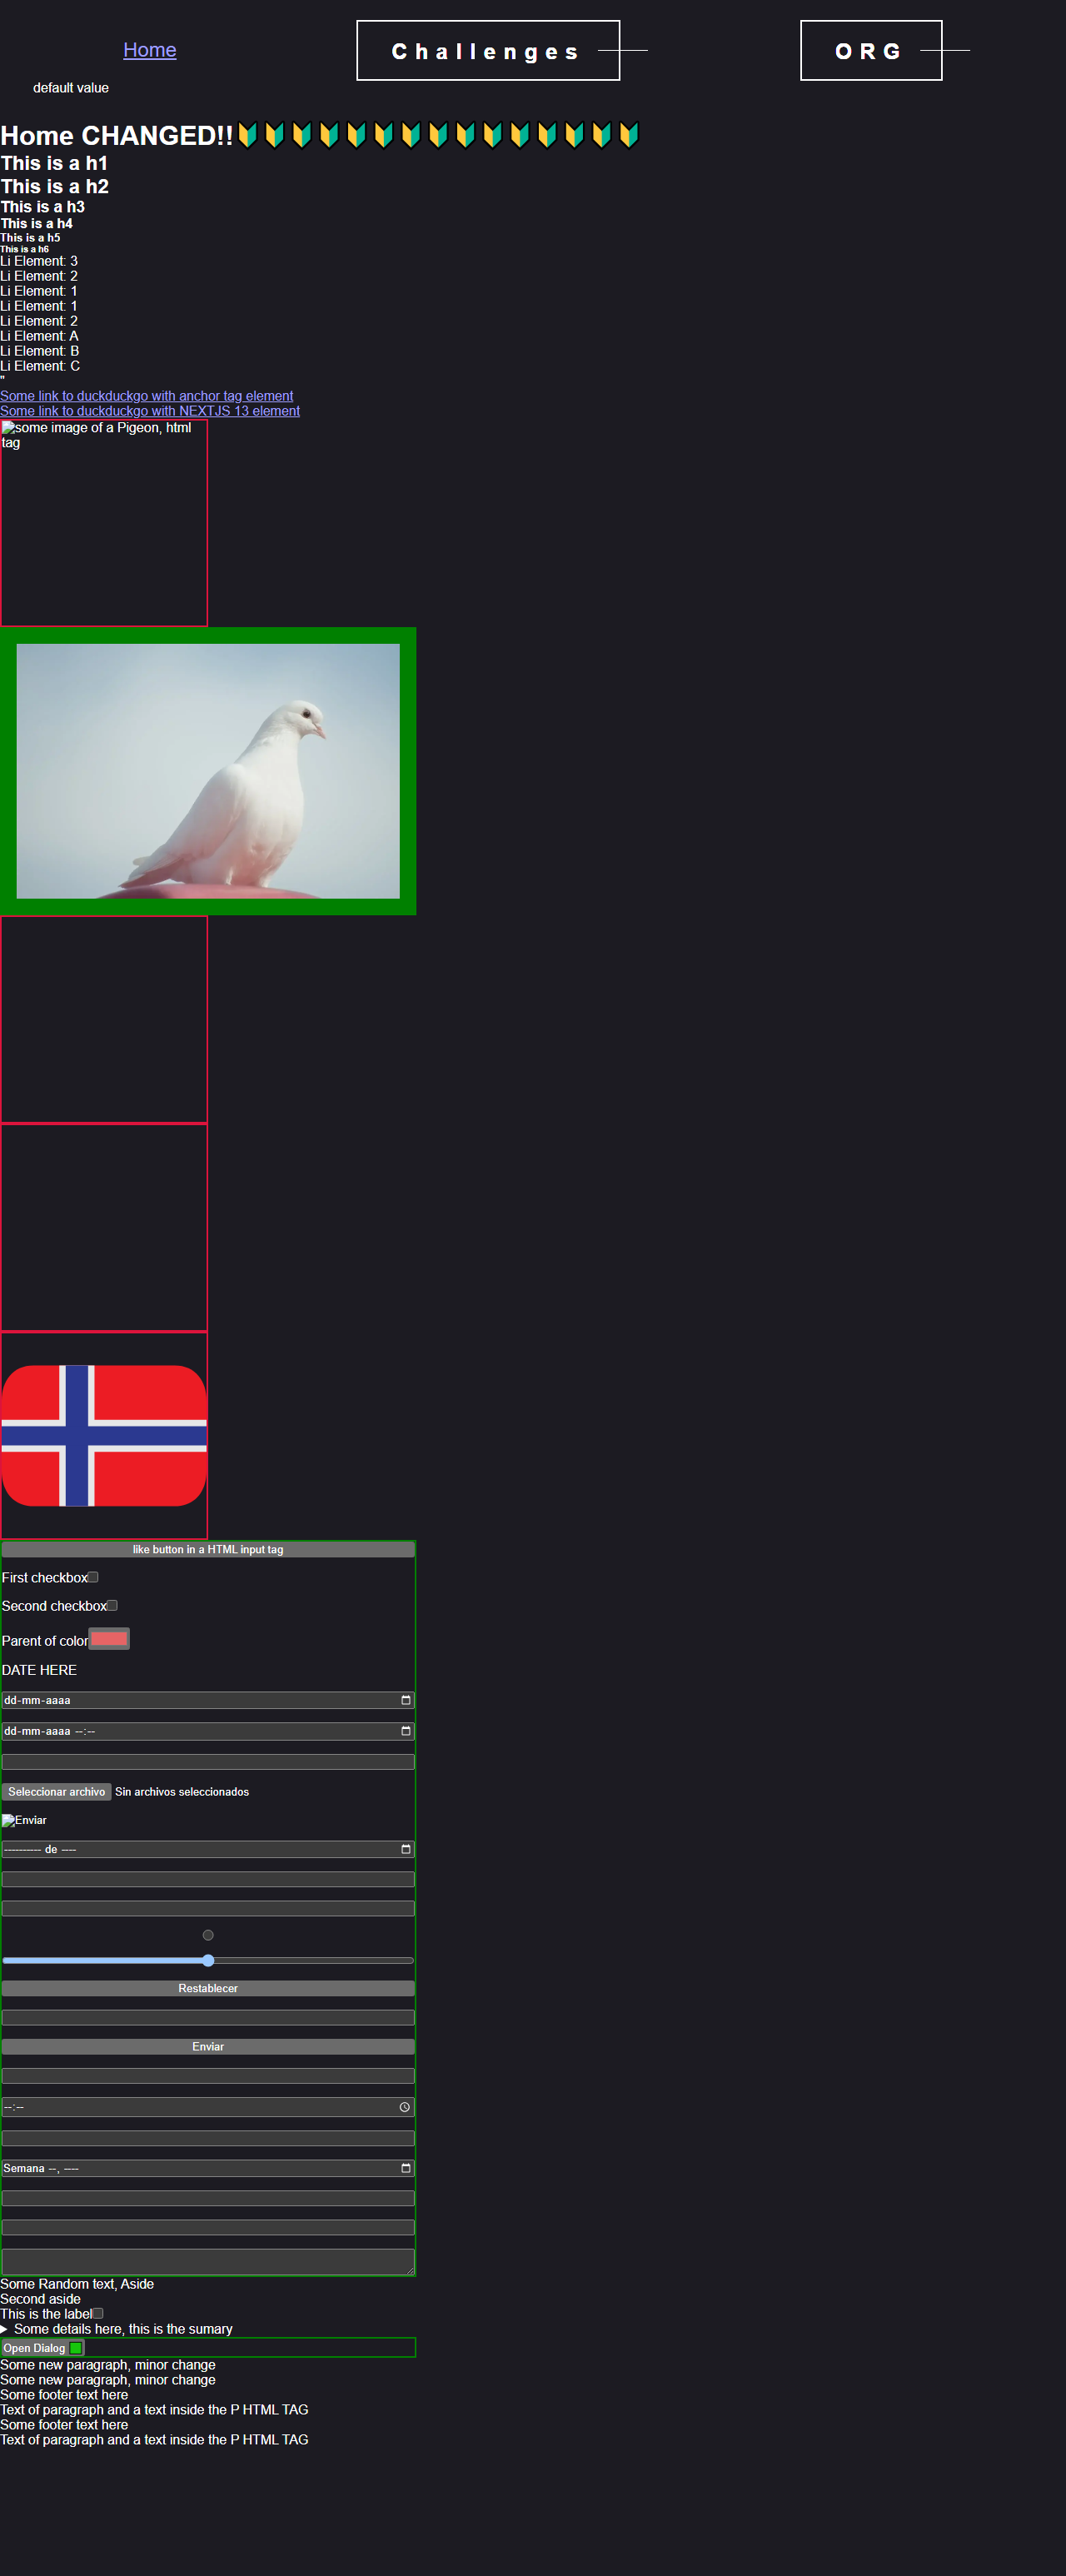 Home
Challenges
ORG
default value
Home CHANGED!!🔰🔰🔰🔰🔰🔰🔰🔰🔰🔰🔰🔰🔰🔰🔰
This is a h1
This is a h2
This is a h3
This is a h4
This is a h5
This is a h6
Li Element: 3
Li Element: 2
Li Element: 1
Li Element: 1
Li Element: 2
Li Element: A
Li Element: B
Li Element: C
"
Some link to duckduckgo with anchor tag element
Some link to duckduckgo with NEXTJS 13 element
some image of a Pigeon, html
tag
like button in a HTML input tag
First checkbox
Second checkbox
Parent of color
DATE HERE
dd-mm-aaaa
dd-mm-aaaa --:--
Seleccionar archivo Sin archivos seleccionados
Enviar
---------- de ----
Restablecer
Enviar
--:--
Semana --, ----
Some Random text, Aside
Second aside
This is the label
Some details here, this is the sumary
Open Dialog
Some new paragraph, minor change
Some new paragraph, minor change
Some footer text here
Text of paragraph and a text inside the P HTML TAG
Some footer text here
Text of paragraph and a text inside the P HTML TAG